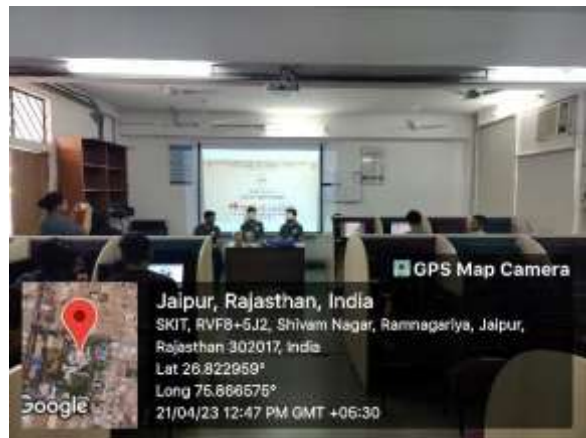 GPS Map Camera
Jaipur, Rajasthan, India
SKIT, RVF8+5J2, Shivam Nagar, Ramnagariya, Jaipur,
Rajasthan 302017, India
Lat 26.822959°
Long 75.866575°
21/04/23 12:47 PM GMT +05:30
Google